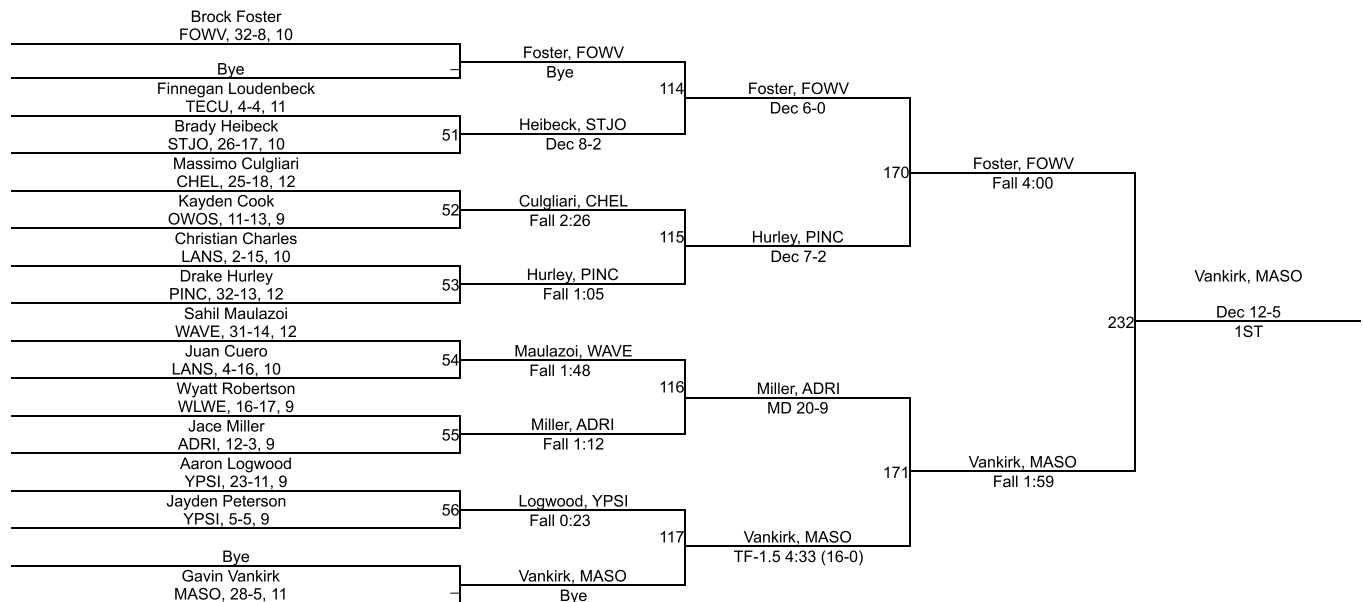 Brock Foster
FOWV, 32-8, 10
Bye
Finnegan Loudenbeck
TECU, 4-4, 11
Brady Heibeck
STJO, 26-17, 10
Massimo Culgliari
CHEL, 25-18, 12
Kayden Cook
OWOS, 11-13, 9
Christian Charles
LANS, 2-15, 10
Drake Hurley
PINC, 32-13, 12
Sahil Maulazoi
WAVE, 31-14, 12
Juan Cuero
LANS, 4-16, 10
Wyatt Robertson
WLWE, 16-17, 9
Jace Miller
ADRI, 12-3, 9
Aaron Logwood
YPSI, 23-11, 9
Jayden Peterson
YPSI, 5-5, 9
Bye
Gavin Vankirk
MASO, 28-5, 11
–
51
52
53
54
55
56
–
Foster, FOWV
Bye
Heibeck, STJO
Dec 8-2
Culgliari, CHEL
Fall 2:26
Hurley, PINC
Fall 1:05
Maulazoi, WAVE
Fall 1:48
Miller, ADRI
Fall 1:12
Logwood, YPSI
Fall 0:23
Vankirk, MASO
Bye
114
115
116
117
Foster, FOWV
Dec 6-0
Hurley, PINC
Dec 7-2
Miller, ADRI
MD 20-9
Vankirk, MASO
TF-1.5 4:33 (16-0)
170
171
Foster, FOWV
Fall 4:00
Vankirk, MASO
Fall 1:59
232
Vankirk, MASO
Dec 12-5
1ST